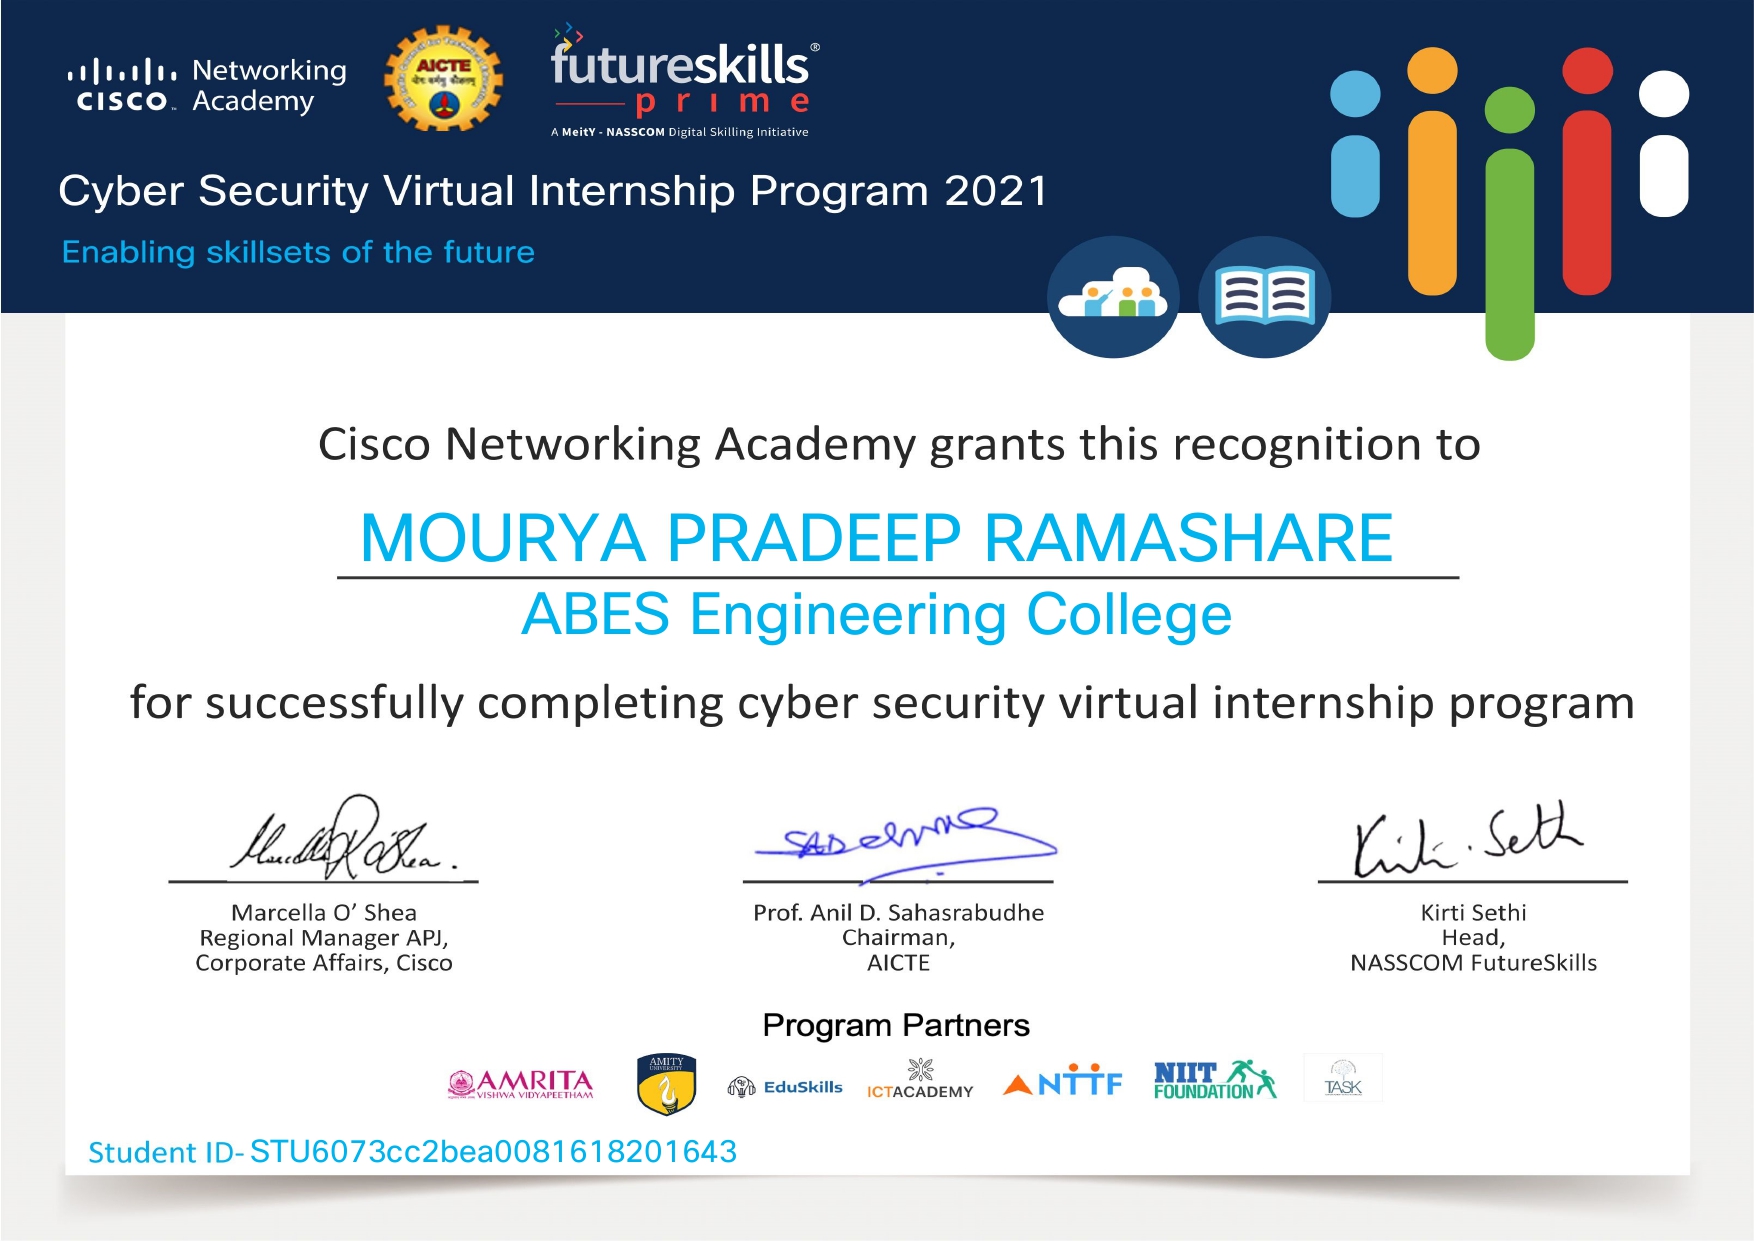 CISCO™ Networking Academy
AICTE
futureskills®
prime
A MeitY - NASSCOM Digital Skilling Initiative
Cyber Security Virtual Internship Program 2021
Enabling skillsets of the future
Cisco Networking Academy grants this recognition to
MOURYA PRADEEP RAMASHARE
ABES Engineering College
for successfully completing cyber security virtual internship program
Marcella O’ Shea
Regional Manager APJ,
Corporate Affairs, Cisco
Prof. Anil D. Sahasrabudhe
Chairman,
AICTE
Kirti Sethi
Head,
NASSCOM FutureSkills
Program Partners
AMRITA
VISHWA VIDYAPEETHAM
AMITY
UNIVERSITY
EduSkills
ICTACADEMY
NTTF
NIIT
FOUNDATION
TASK
Student ID- STU6073cc2bea0081618201643